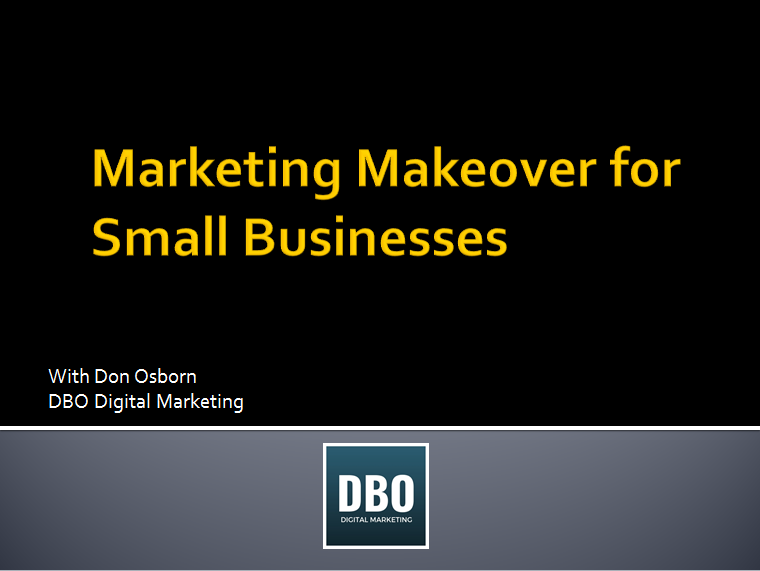 Marketing Makeover for
Small Businesses
With Don Osborn
DBO Digital Marketing
DBO
DIGITAL MARKETING